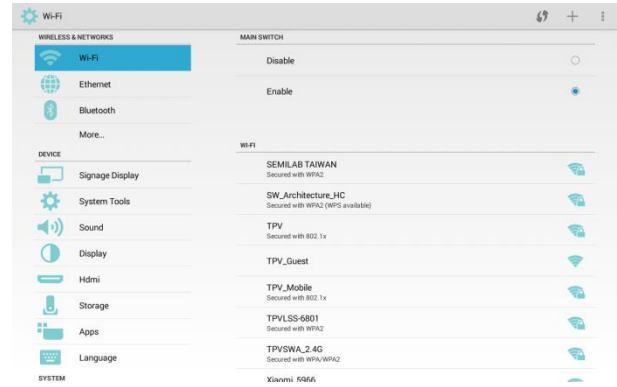 Wi-Fi
WIRELESS & NETWORKS
Wi-Fi
Ethernet
Bluetooth
More...
DEVICE
Signage Display
System Tools
Sound
Display
Hdmi
Storage
Apps
Language
SYSTEM
MAIN SWITCH
Disable
Enable
WI-FI
SEMILAB TAIWAN
Secured with WPA2
SW_Architecture_HC
Secured with WPA2 (WPS available)
TPV
Secured with 802.1x
TPV_Guest
TPV_Mobile
Secured with 802.1x
TPVLSS-6801
Secured with WPA2
TPVSWA_2.4G
Secured with WPA/WPA2
Xiaomi_5966